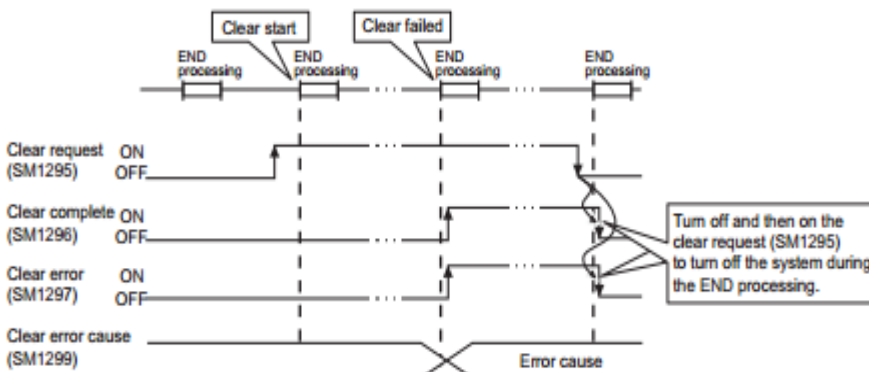 Clear start
Clear failed
END
processing
END
processing
END
processing
END
processing
Clear request
(SM1295)
ON
OFF
Clear complete
(SM1296)
ON
OFF
Turn off and then on the
clear request (SM1295)
to turn off the system during
the END processing.
Clear error
(SM1297)
ON
OFF
Clear error cause
(SM1299)
Error cause